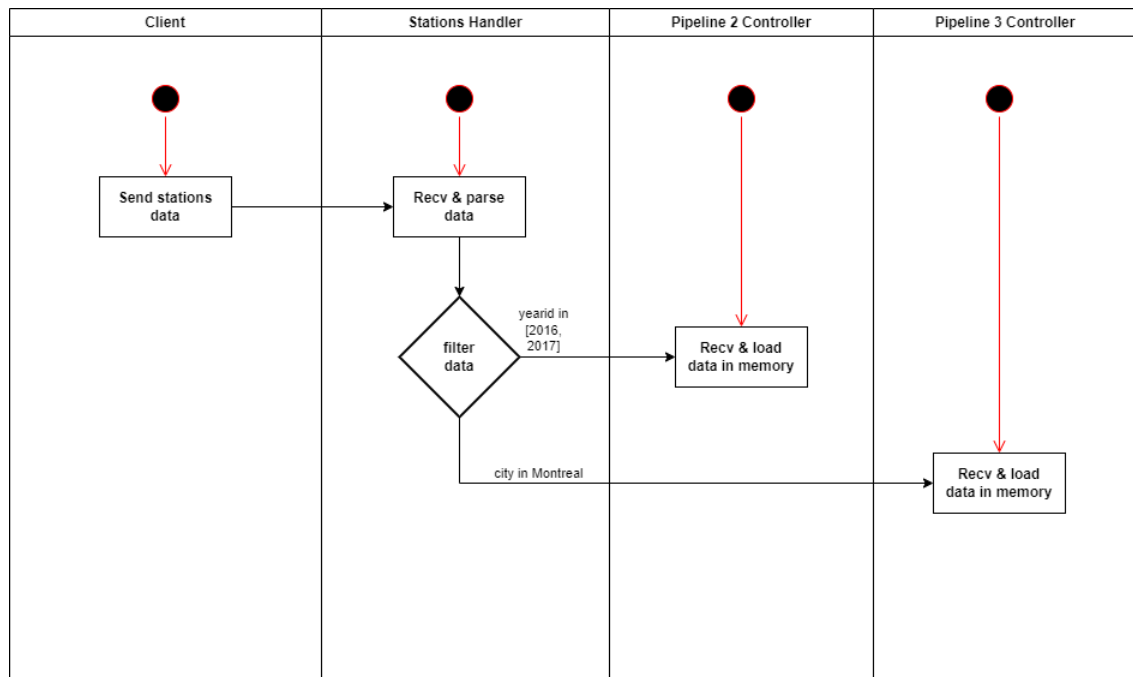 Client
Stations Handler
Pipeline 2 Controller
Pipeline 3 Controller
Send stations
data
Recv & parse
data
filter
data
yearid in
[2016,
2017]
Recv & load
data in memory
city in Montreal
Recv & load
data in memory